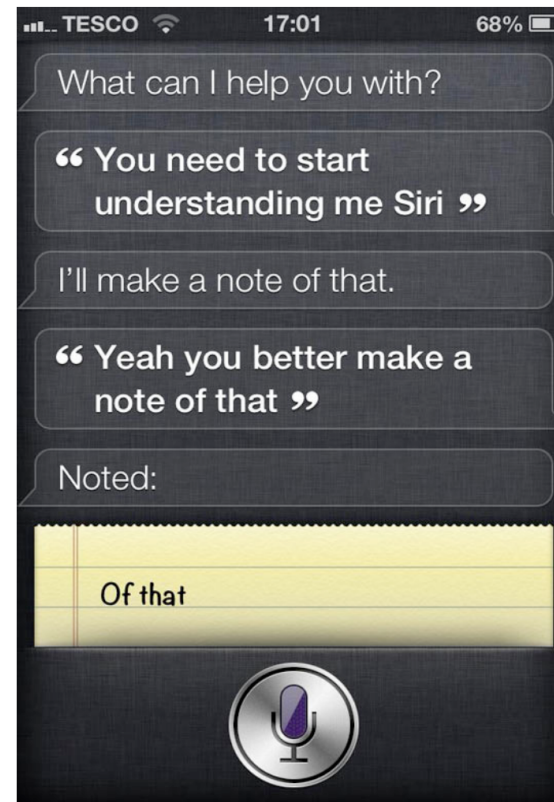 TESCO 17:01 68%
What can I help you with?
“ You need to start
understanding me Siri ”
I'll make a note of that.
“ Yeah you better make a
note of that ”
Noted:
Of that